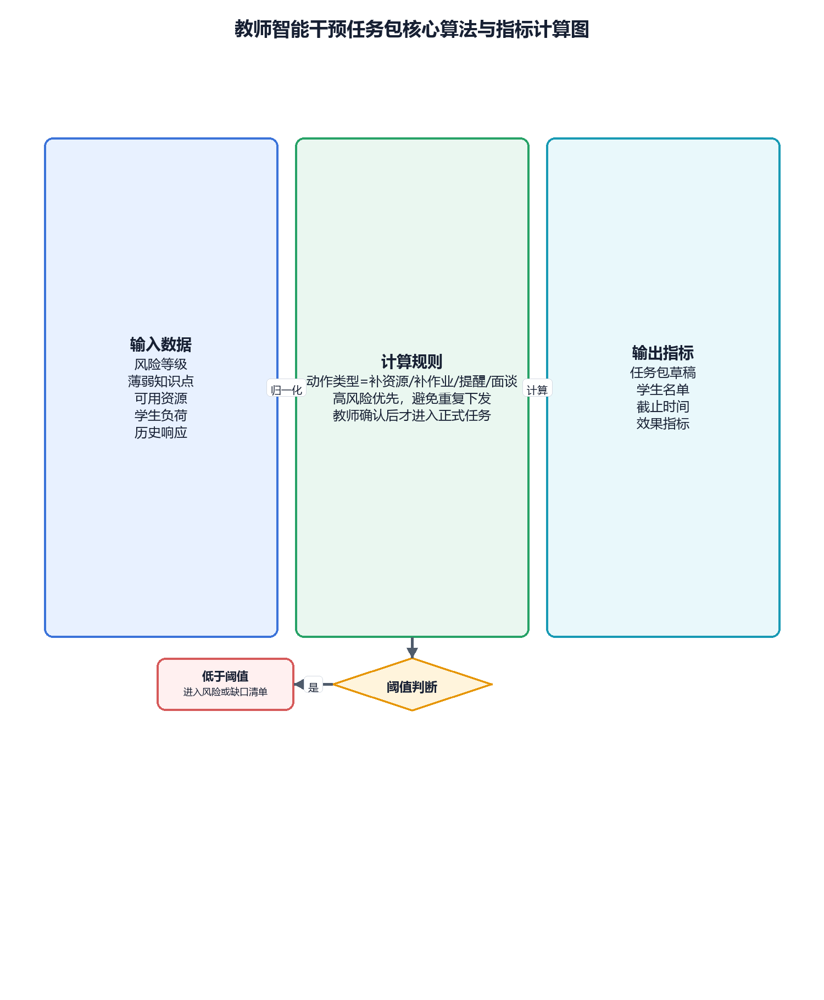 教师智能干预任务包核心算法与指标计算图
输入数据
风险等级
薄弱知识点
可用资源
学生负荷
历史响应
归一化
计算规则
动作类型=补资源/补作业/提醒/面谈
高风险优先，避免重复下发
教师确认后才进入正式任务
计算
输出指标
任务包草稿
学生名单
截止时间
效果指标
低于阈值
进入风险或缺口清单
是
阈值判断